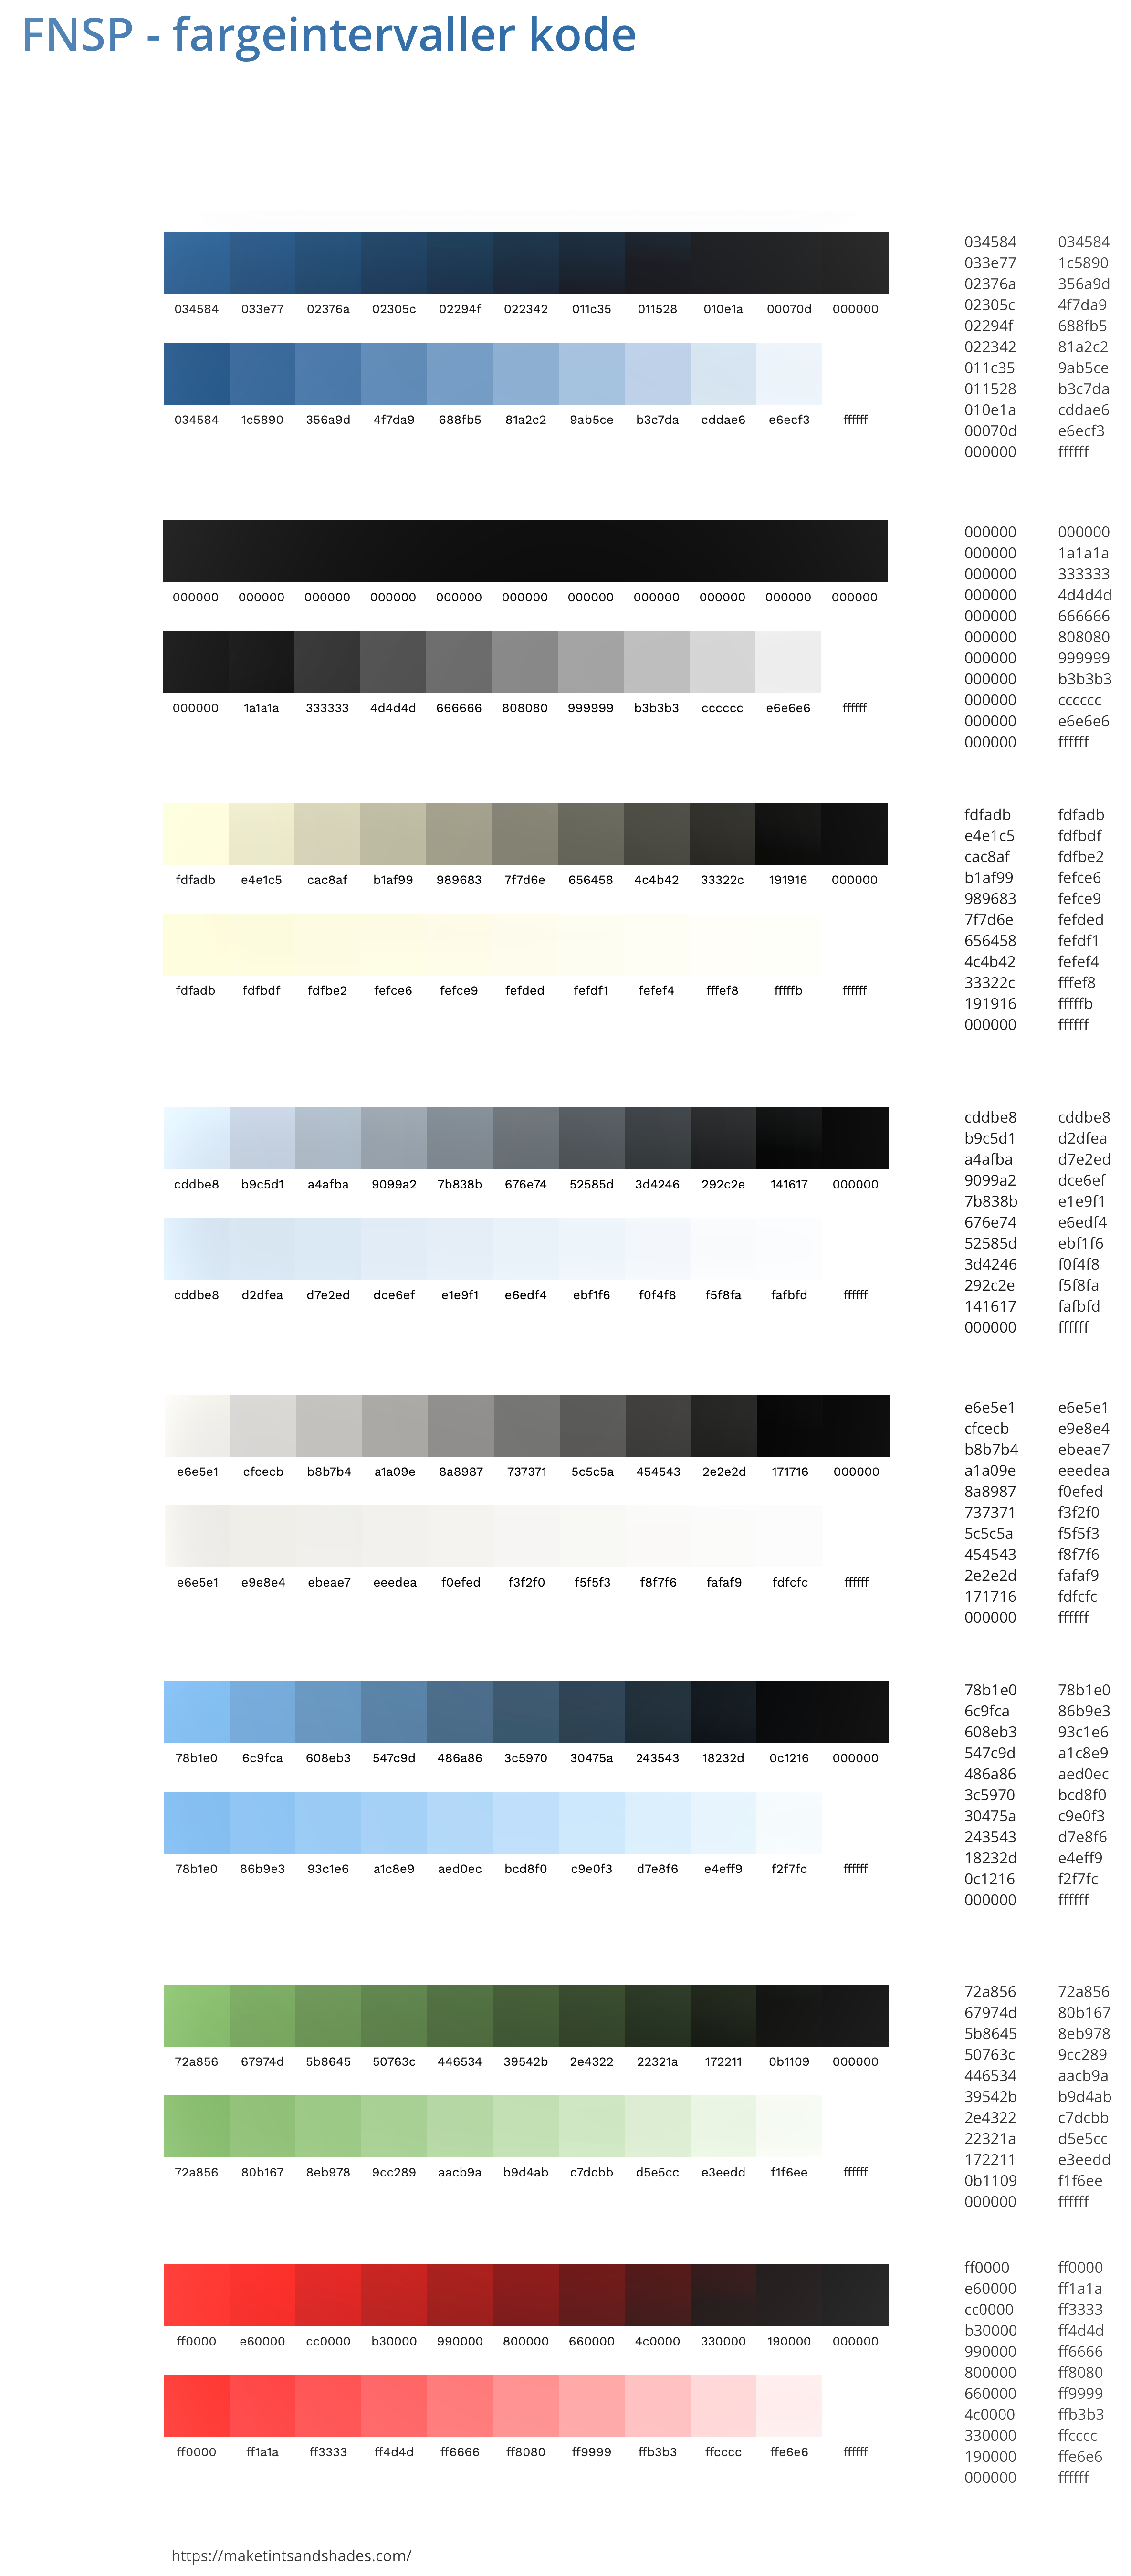 FNSP - fargeintervaller kode
034584 033e77 02376a 02305c 02294f 022342 011c35 011528 010e1a 00070d 000000
034584 1c5890 356a9d 4f7da9 688fb5 81a2c2 9ab5ce b3c7da cddae6 e6ecf3 ffffff
034584 034584
033e77 1c5890
02376a 356a9d
02305c 4f7da9
02294f 688fb5
022342 81a2c2
011c35 9ab5ce
011528 b3c7da
010e1a cddae6
00070d e6ecf3
000000 ffffff
000000 000000 000000 000000 000000 000000 000000 000000 000000 000000 000000
000000 1a1a1a 333333 4d4d4d 666666 808080 999999 b3b3b3 cccccc e6e6e6 ffffff
000000 000000
000000 1a1a1a
000000 333333
000000 4d4d4d
000000 666666
000000 808080
000000 999999
000000 b3b3b3
000000 cccccc
000000 e6e6e6
000000 ffffff
fdfadb e4e1c5 cac8af b1af99 989683 7f7d6e 656458 4c4b42 33322c 191916 000000
fdfadb fdfbdf fdfbe2 fefce6 fefce9 fefded fefdf1 fefef4 fffef8 fffffb ffffff
fdfadb fdfadb
e4e1c5 fdfbdf
cac8af fdfbe2
b1af99 fefce6
989683 fefce9
7f7d6e fefded
656458 fefdf1
4c4b42 fefef4
33322c fffef8
191916 fffffb
000000 ffffff
cddbe8 b9c5d1 a4afba 9099a2 7b838b 676e74 52585d 3d4246 292c2e 141617 000000
cddbe8 d2dfea d7e2ed dce6ef e1e9f1 e6edf4 ebf1f6 f0f4f8 f5f8fa fafbfd ffffff
cddbe8 cddbe8
b9c5d1 d2dfea
a4afba d7e2ed
9099a2 dce6ef
7b838b e1e9f1
676e74 e6edf4
52585d ebf1f6
3d4246 f0f4f8
292c2e f5f8fa
141617 fafbfd
000000 ffffff
e6e5e1 cfcecb b8b7b4 a1a09e 8a8987 737371 5c5c5a 454543 2e2e2d 171716 000000
e6e5e1 e9e8e4 ebeae7 eeedea f0efed f3f2f0 f5f5f3 f8f7f6 fafaf9 fdfcfc ffffff
e6e5e1 e6e5e1
cfcecb e9e8e4
b8b7b4 ebeae7
a1a09e eeedea
8a8987 f0efed
737371 f3f2f0
5c5c5a f5f5f3
454543 f8f7f6
2e2e2d fafaf9
171716 fdfcfc
000000 ffffff
78b1e0 6c9fca 608eb3 547c9d 486a86 3c5970 30475a 243543 18232d 0c1216 000000
78b1e0 86b9e3 93c1e6 a1c8e9 aed0ec bcd8f0 c9e0f3 d7e8f6 e4eff9 f2f7fc ffffff
78b1e0 78b1e0
6c9fca 86b9e3
608eb3 93c1e6
547c9d a1c8e9
486a86 aed0ec
3c5970 bcd8f0
30475a c9e0f3
243543 d7e8f6
18232d e4eff9
0c1216 f2f7fc
000000 ffffff
72a856 67974d 5b8645 50763c 446534 39542b 2e4322 22321a 172211 0b1109 000000
72a856 80b167 8eb978 9cc289 aacb9a b9d4ab c7dcbb d5e5cc e3eedd f1f6ee ffffff
72a856 72a856
67974d 80b167
5b8645 8eb978
50763c 9cc289
446534 aacb9a
39542b b9d4ab
2e4322 c7dcbb
22321a d5e5cc
172211 e3eedd
0b1109 f1f6ee
000000 ffffff
ff0000 e60000 cc0000 b30000 990000 800000 660000 4c0000 330000 190000 000000
ff0000 ff1a1a ff3333 ff4d4d ff6666 ff8080 ff9999 ffb3b3 ffcccc ffe6e6 ffffff
ff0000 ff0000
e60000 ff1a1a
cc0000 ff3333
b30000 ff4d4d
990000 ff6666
800000 ff8080
660000 ff9999
4c0000 ffb3b3
330000 ffcccc
190000 ffe6e6
000000 ffffff
https://maketintsandshades.com/